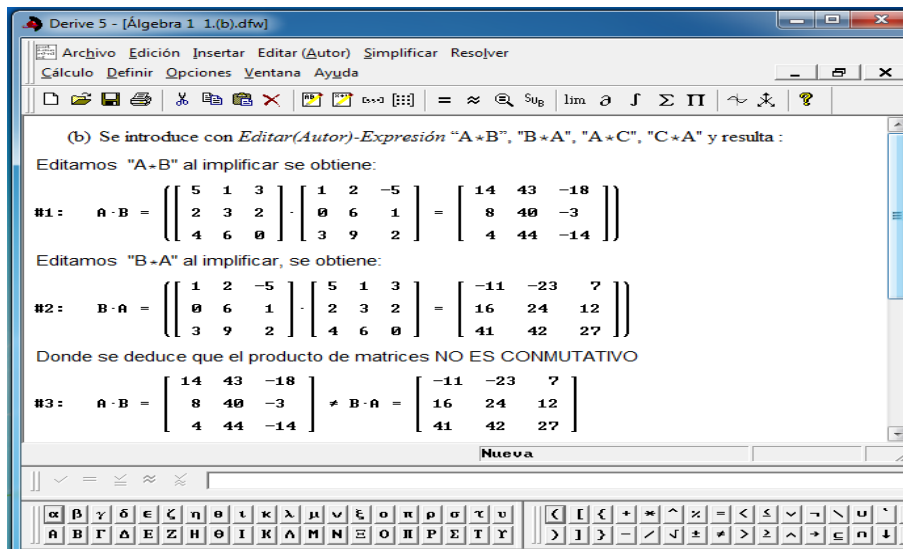 Derive 5 - [Álgebra 1 1.(b).dfw]
Archivo Edición Insertar Editar (Autor) Simplificar Resolver
Cálculo Definir Opciones Ventana Ayuda
= ≈ SUB lim ∂ ∫ Σ Π
(b) Se introduce con Editar(Autor)-Expresión “A∗B”, “B∗A”, “A∗C”, “C∗A” y resulta :
Editamos "A∗B" al implificar se obtiene:
#1: A·B = ([ 5 1 3 ; 2 3 2 ; 4 6 0 ] · [ 1 2 -5 ; 0 6 1 ; 3 9 2 ] = [ 14 43 -18 ; 8 40 -3 ; 4 44 -14 ])
Editamos "B∗A" al implificar, se obtiene:
#2: B·A = ([ 1 2 -5 ; 0 6 1 ; 3 9 2 ] · [ 5 1 3 ; 2 3 2 ; 4 6 0 ] = [ -11 -23 7 ; 16 24 12 ; 41 42 27 ])
Donde se deduce que el producto de matrices NO ES CONMUTATIVO
#3: A·B = [ 14 43 -18 ; 8 40 -3 ; 4 44 -14 ] ≠ B·A = [ -11 -23 7 ; 16 24 12 ; 41 42 27 ]
Nueva
α β γ δ ε ζ η θ ι κ λ μ ν ξ ο π ρ σ τ υ ( [ { + * ^ % = < ≤ ∨ ¬ \ ∪ `
Α Β Γ Δ Ε Ζ Η Θ Ι Κ Λ Μ Ν Ξ Ο Π Ρ Σ Τ Υ ) ] } - / √ ± ≠ > ≥ ∧ → ⊆ ∩ ↓